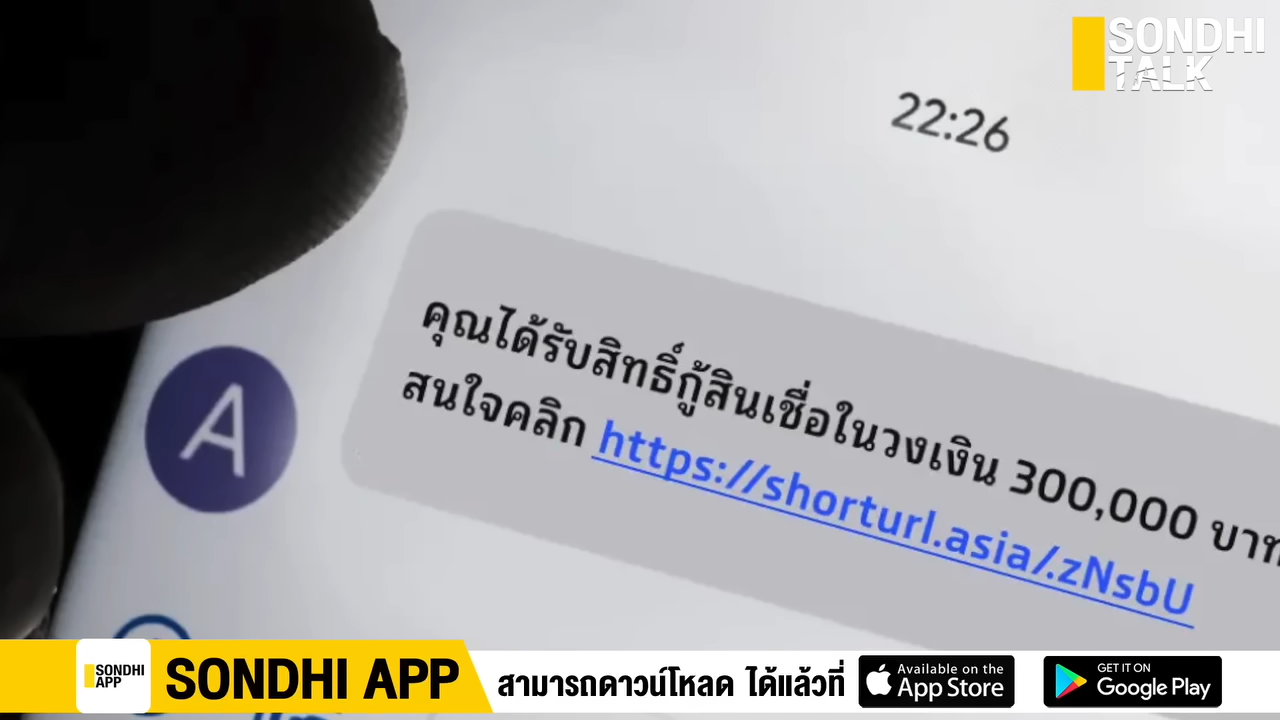 SONDHI
TALK
22:26
A
คุณได้รับสิทธิ์กู้สินเชื่อในวงเงิน 300,000 บาท
สนใจคลิก https://shorturl.asia/.zNsbU
SONDHI
APP
SONDHI APP
สามารถดาวน์โหลด ได้แล้วที่
Available on the
App Store
GET IT ON
Google Play